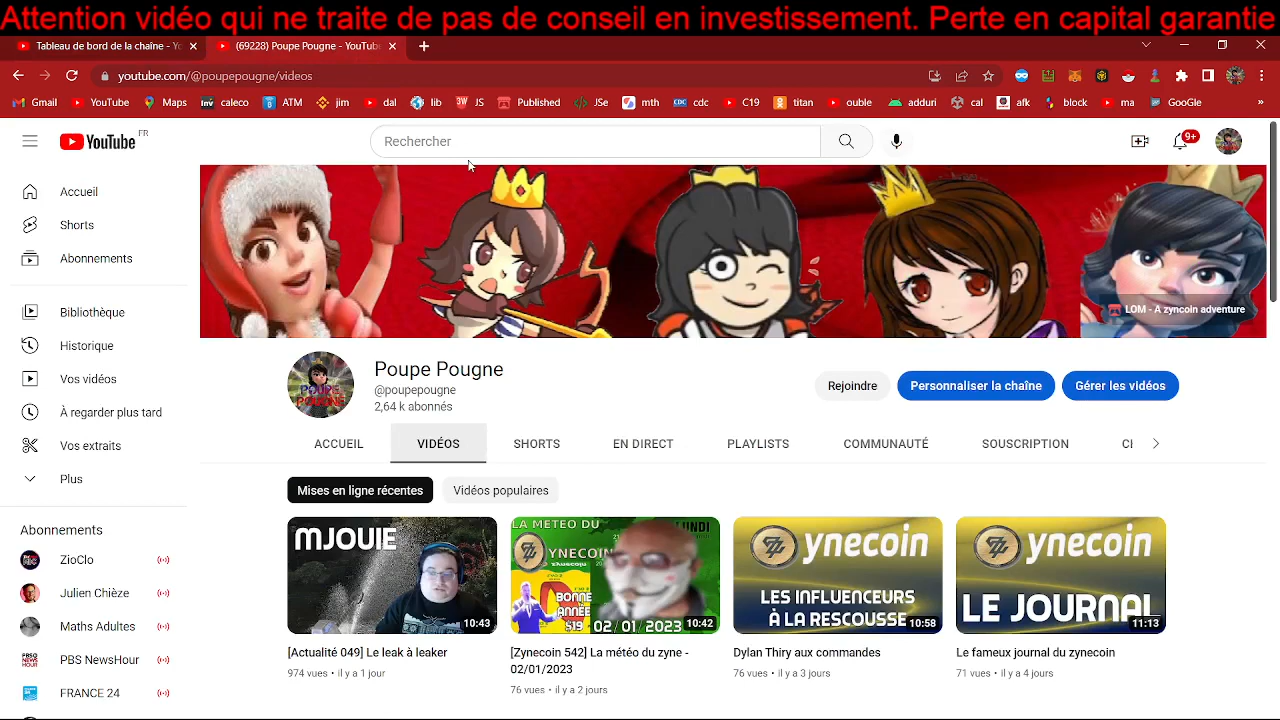 Attention vidéo qui ne traite de pas de conseil en investissement. Perte en capital garantie
Tableau de bord de la chaîne - Yo
(69228) Poupe Pougne - YouTube
youtube.com/@poupepougne/videos
Gmail YouTube Maps caleco ATM jim dal lib JS Published JSe mth cdc C19 titan ouble adduri cal afk block ma GooGle »
YouTube FR
Rechercher
9+
Accueil
Shorts
Abonnements
Bibliothèque
Historique
Vos vidéos
À regarder plus tard
Vos extraits
Plus
Abonnements
ZioClo
Julien Chièze
Maths Adultes
PBS NewsHour
FRANCE 24
LOM - A zyncoin adventure
POUPE
POUGNE
Poupe Pougne
@poupepougne
2,64 k abonnés
Rejoindre
Personnaliser la chaîne
Gérer les vidéos
ACCUEIL VIDÉOS SHORTS EN DIRECT PLAYLISTS COMMUNAUTÉ SOUSCRIPTION
Mises en ligne récentes
Vidéos populaires
MJOUIE
10:43
[Actualité 049] Le leak à leaker
974 vues • il y a 1 jour
LA METEO DU LUNDI
YNECOIN
BONNE
ANNÉE
$19
02/01/2023
10:42
[Zynecoin 542] La météo du zyne -
02/01/2023
76 vues • il y a 2 jours
ynecoin
LES INFLUENCEURS
À LA RESCOUSSE
10:58
Dylan Thiry aux commandes
76 vues • il y a 3 jours
ynecoin
LE JOURNAL
11:13
Le fameux journal du zynecoin
71 vues • il y a 4 jours